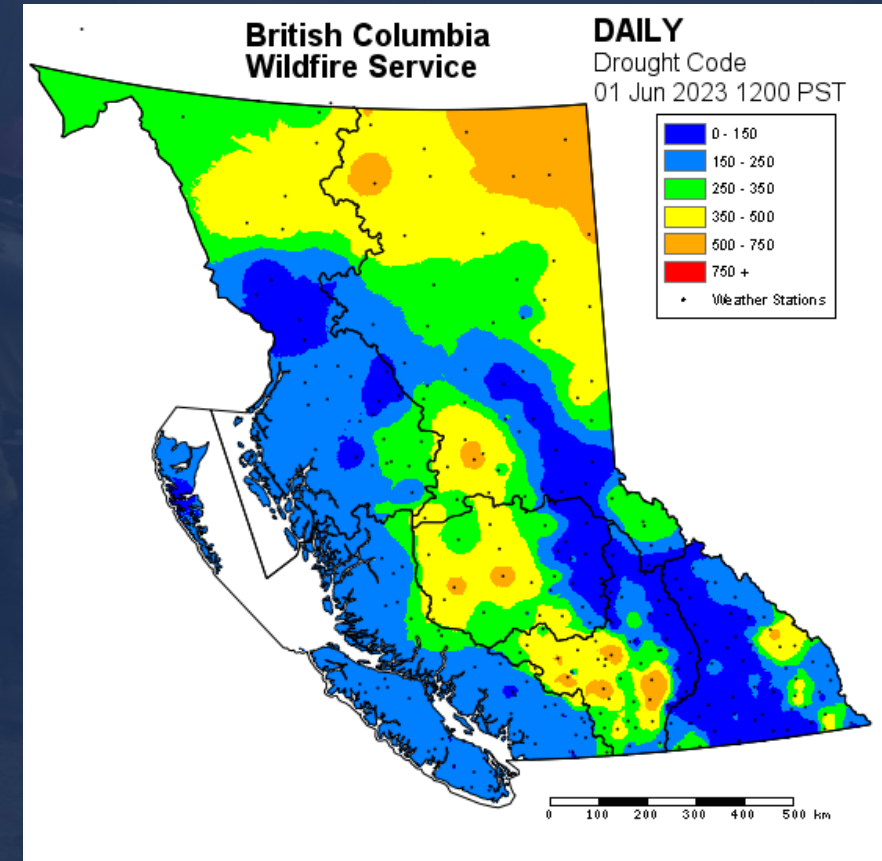 British Columbia
Wildfire Service
DAILY
Drought Code
01 Jun 2023 1200 PST
0 - 150
150 - 250
250 - 350
350 - 500
500 - 750
750 +
Weather Stations
0 100 200 300 400 500 km